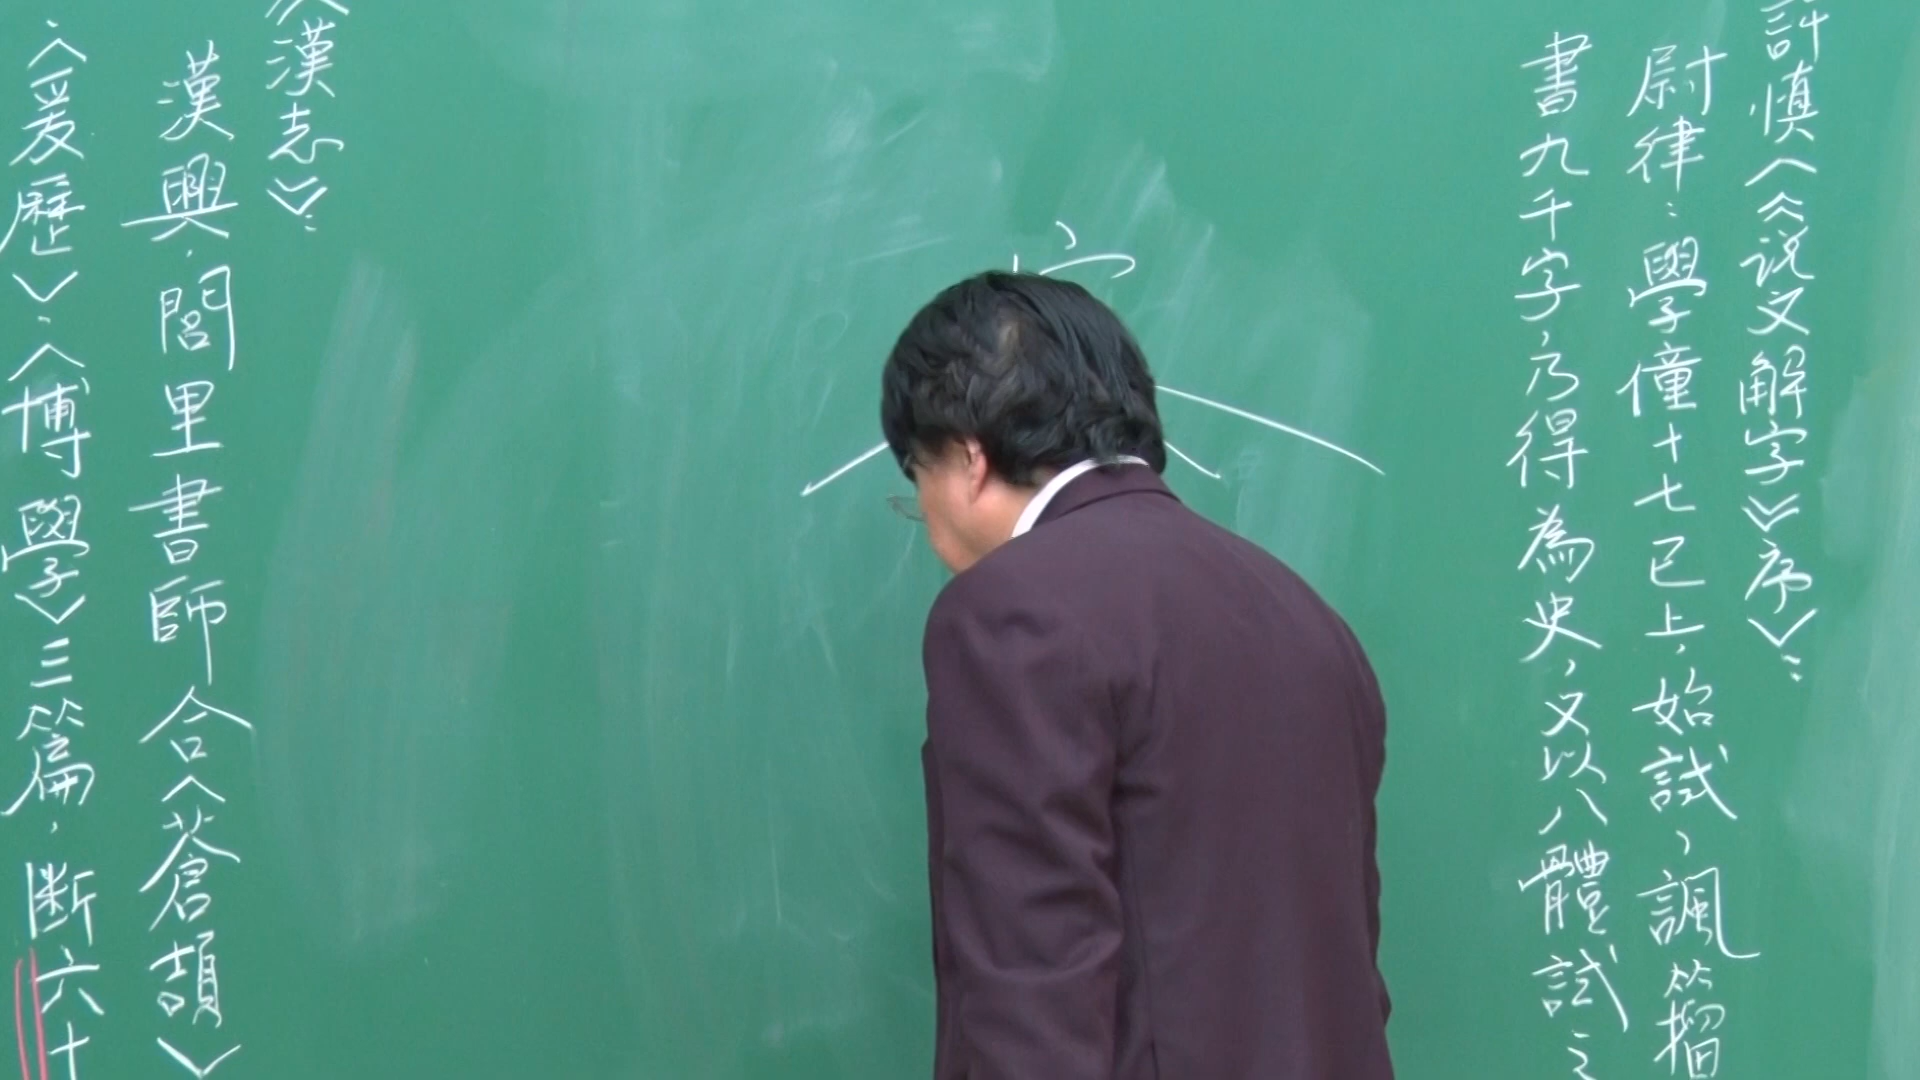 許慎《〈說文解字》序〉：
尉律：學僮十七已上，始試，諷籀
書九千字，乃得為史，又以八體試之
宀
《漢志》：
漢興，閭里書師合〈蒼頡〉
〈爰歷〉：〈博學〉三篇，斷六十